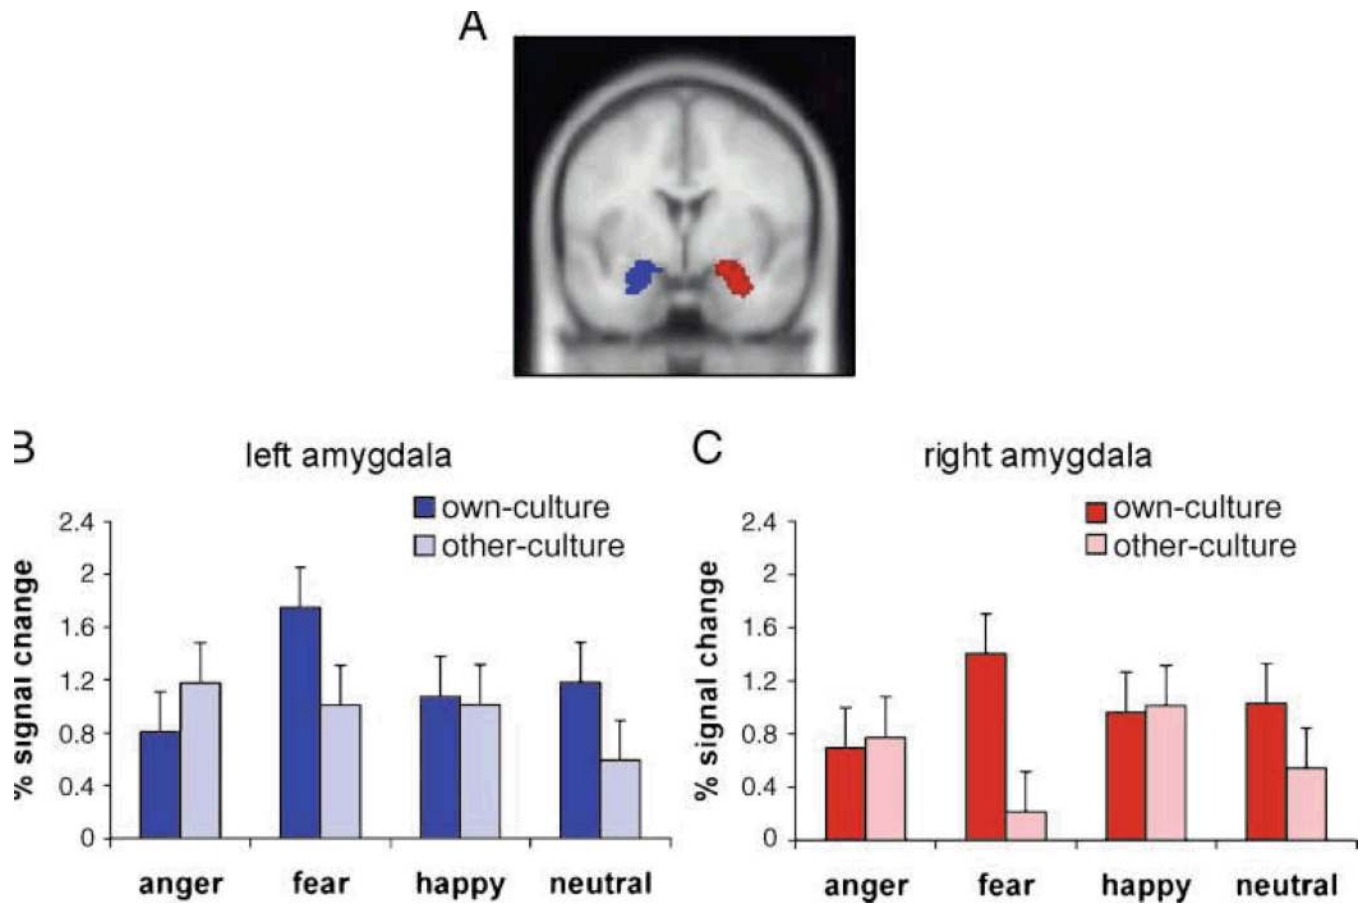 A
B
left amygdala
own-culture
other-culture
% signal change
2.4
2
1.6
1.2
0.8
0.4
0
anger fear happy neutral
C
right amygdala
own-culture
other-culture
% signal change
2.4
2
1.6
1.2
0.8
0.4
0
anger fear happy neutral